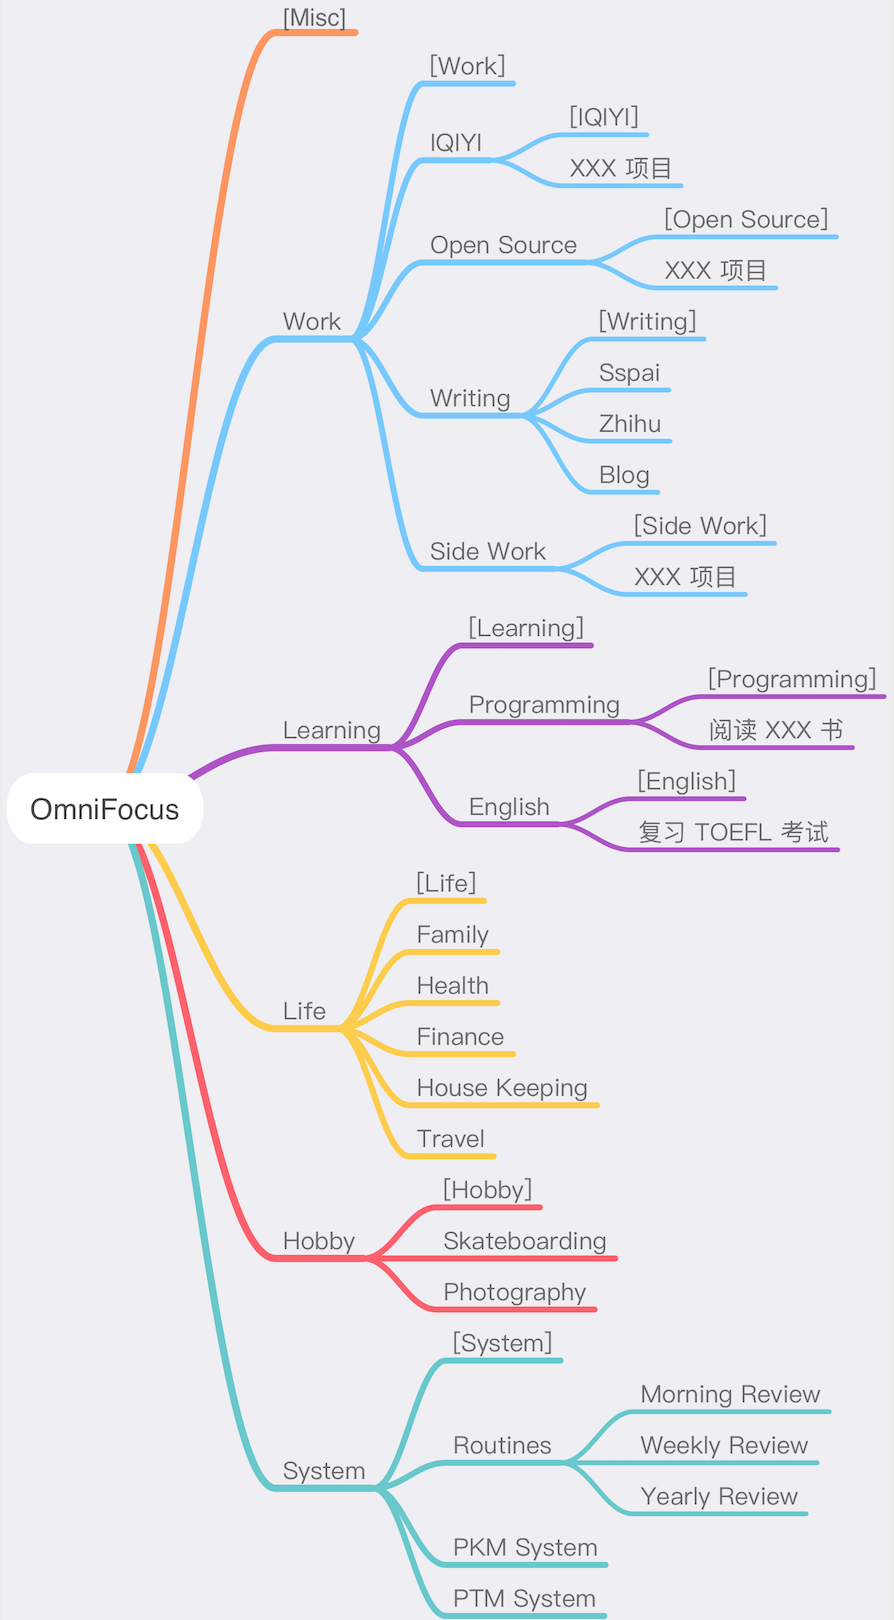 [Misc]
[Work]
[IQIYI]
IQIYI
XXX 项目
[Open Source]
Open Source
XXX 项目
Work
[Writing]
Sspai
Writing
Zhihu
Blog
[Side Work]
Side Work
XXX 项目
[Learning]
[Programming]
Programming
阅读 XXX 书
Learning
[English]
English
复习 TOEFL 考试
OmniFocus
[Life]
Family
Health
Life
Finance
House Keeping
Travel
[Hobby]
Hobby
Skateboarding
Photography
[System]
Morning Review
Routines
Weekly Review
System
Yearly Review
PKM System
PTM System